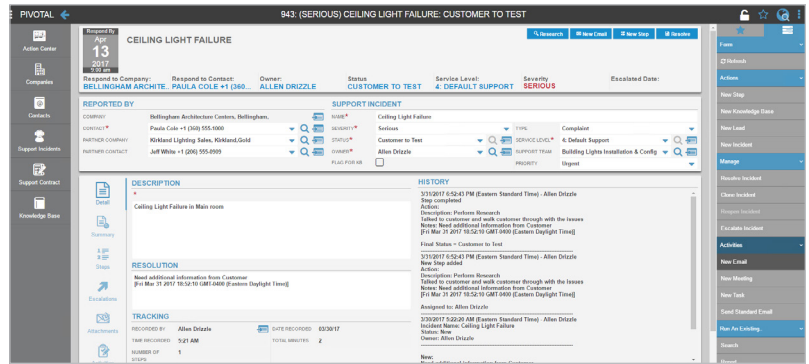 PIVOTAL
943: (SERIOUS) CEILING LIGHT FAILURE: CUSTOMER TO TEST
Action Center
Companies
Contacts
Support Incidents
Support Contract
Knowledge Base
Respond By
Apr
13
2017
9:00 am
CEILING LIGHT FAILURE
Research
New Email
New Step
Resolve
Respond to Company: Respond to Contact: Owner: Status Service Level: Severity Escalated Date:
BELLINGHAM ARCHITE.. PAULA COLE +1 (360... ALLEN DRIZZLE CUSTOMER TO TEST 4: DEFAULT SUPPORT SERIOUS
REPORTED BY
COMPANY Bellingham Architecture Centers, Bellingham,
CONTACT* Paula Cole +1 (360) 555-1000
PARTNER COMPANY Kirkland Lighting Sales, Kirkland,Gold
PARTNER CONTACT Jeff White +1 (206) 555-0909
SUPPORT INCIDENT
NAME* Ceiling Light Failure
SEVERITY* Serious TYPE Complaint
STATUS* Customer to Test SERVICE LEVEL* 4: Default Support
OWNER* Allen Drizzle SUPPORT TEAM Building Lights Installation & Config
FLAG FOR KB PRIORITY Urgent
Detail
Summary
Steps
Escalations
Attachments
DESCRIPTION
*
Ceiling Light Failure in Main room
RESOLUTION
Need additional information from Customer
[Fri Mar 31 2017 18:52:10 GMT-0400 (Eastern Daylight Time)]
TRACKING
RECORDED BY Allen Drizzle DATE RECORDED 03/30/17
TIME RECORDED 5:21 AM TOTAL MINUTES 2
NUMBER OF STEPS 1
HISTORY
3/31/2017 6:52:43 PM (Eastern Standard Time) - Allen Drizzle
Step completed
Action:
Description: Perform Research
Talked to customer and walk customer through with the Issues
Notes: Need additional information from Customer
[Fri Mar 31 2017 18:52:10 GMT-0400 (Eastern Daylight Time)]
Final Status = Customer to Test
3/31/2017 6:52:43 PM (Eastern Standard Time) - Allen Drizzle
New Step added
Action:
Description: Perform Research
Talked to customer and walk customer through with the Issues
Notes: Need additional information from Customer
[Fri Mar 31 2017 18:52:10 GMT-0400 (Eastern Daylight Time)]
Assigned to: Allen Drizzle
3/30/2017 5:22:20 AM (Eastern Standard Time) - Allen Drizzle
Incident Name: Ceiling Light Failure
Status: New
Owner: Allen Drizzle
New:
Form
Refresh
Actions
New Step
New Knowledge Base
New Lead
New Incident
Manage
Resolve Incident
Close Incident
Reopen Incident
Escalate Incident
Activities
New Email
New Meeting
New Task
Send Standard Email
Run An Existing..
Search
Report